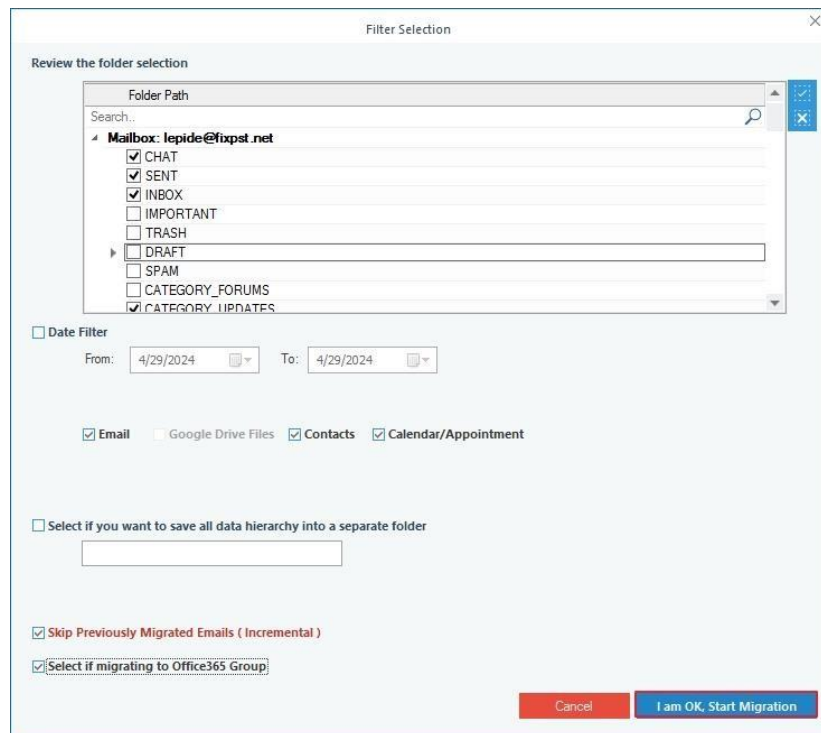 Filter Selection
Review the folder selection
Folder Path
Search..
Mailbox: lepide@fixpst.net
CHAT
SENT
INBOX
IMPORTANT
TRASH
DRAFT
SPAM
CATEGORY_FORUMS
CATEGORY_UPDATES
Date Filter
From: 4/29/2024 To: 4/29/2024
Email Google Drive Files Contacts Calendar/Appointment
Select if you want to save all data hierarchy into a separate folder
Skip Previously Migrated Emails ( Incremental )
Select if migrating to Office365 Group
Cancel I am OK, Start Migration